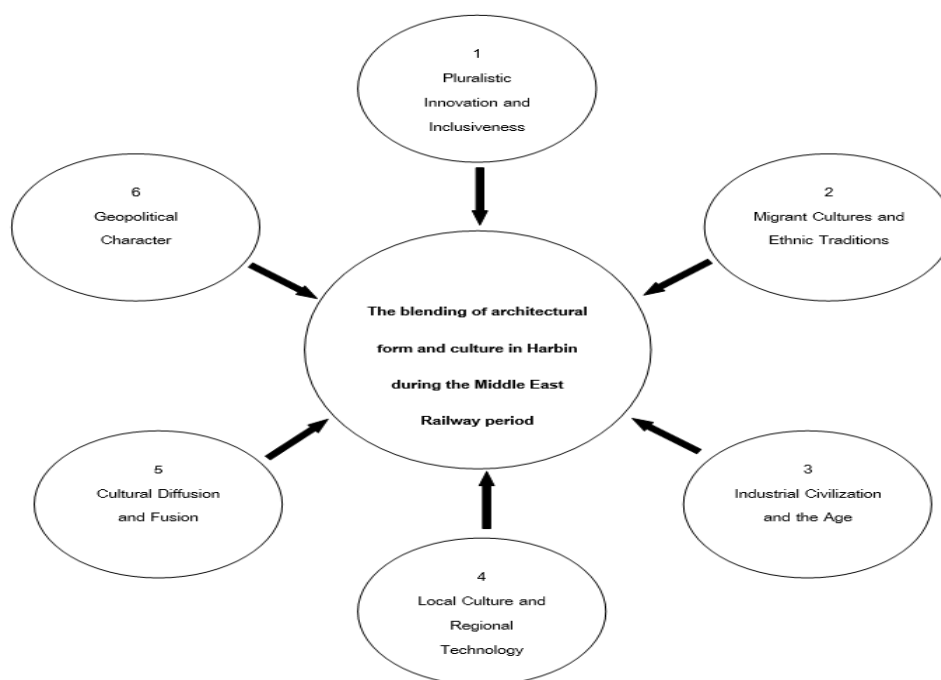 1
Pluralistic
Innovation and
Inclusiveness
2
Migrant Cultures and
Ethnic Traditions
3
Industrial Civilization
and the Age
4
Local Culture and
Regional
Technology
5
Cultural Diffusion
and Fusion
6
Geopolitical
Character
The blending of architectural
form and culture in Harbin
during the Middle East
Railway period